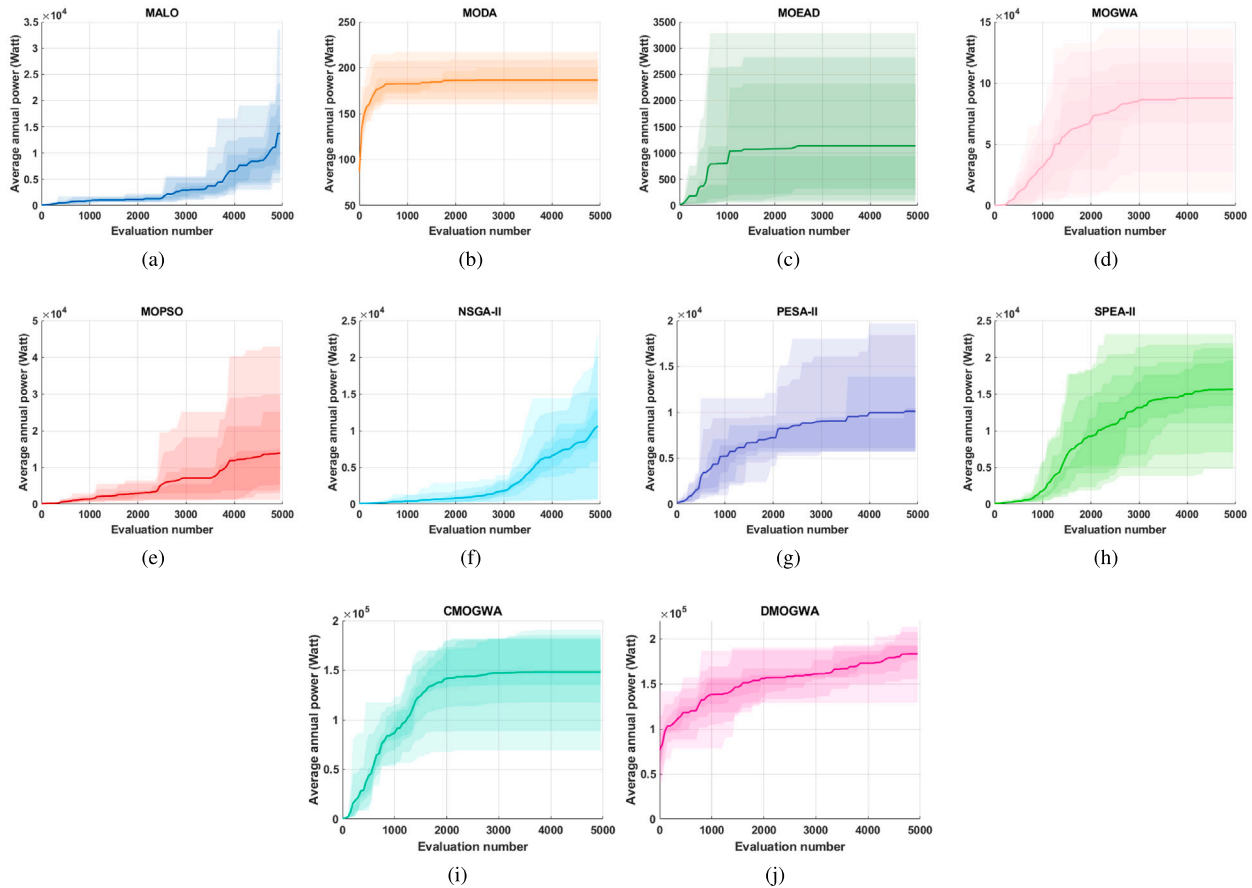 MALO
×10⁴
Average annual power (Watt)
3.5
3
2.5
2
1.5
1
0.5
0
0 1000 2000 3000 4000 5000
Evaluation number
(a)
MODA
Average annual power (Watt)
250
200
150
100
50
0 1000 2000 3000 4000 5000
Evaluation number
(b)
MOEAD
Average annual power (Watt)
3500
3000
2500
2000
1500
1000
500
0
0 1000 2000 3000 4000 5000
Evaluation number
(c)
MOGWA
×10⁴
Average annual power (Watt)
15
10
5
0
0 1000 2000 3000 4000 5000
Evaluation number
(d)
MOPSO
×10⁴
Average annual power (Watt)
5
4
3
2
1
0
0 1000 2000 3000 4000 5000
Evaluation number
(e)
NSGA-II
×10⁴
Average annual power (Watt)
2.5
2
1.5
1
0.5
0
0 1000 2000 3000 4000 5000
Evaluation number
(f)
PESA-II
×10⁴
Average annual power (Watt)
2
1.5
1
0.5
0
0 1000 2000 3000 4000 5000
Evaluation number
(g)
SPEA-II
×10⁴
Average annual power (Watt)
2.5
2
1.5
1
0.5
0
0 1000 2000 3000 4000 5000
Evaluation number
(h)
CMOGWA
×10⁵
Average annual power (Watt)
2
1.5
1
0.5
0
0 1000 2000 3000 4000 5000
Evaluation number
(i)
DMOGWA
×10⁵
Average annual power (Watt)
2
1.5
1
0.5
0
0 1000 2000 3000 4000 5000
Evaluation number
(j)